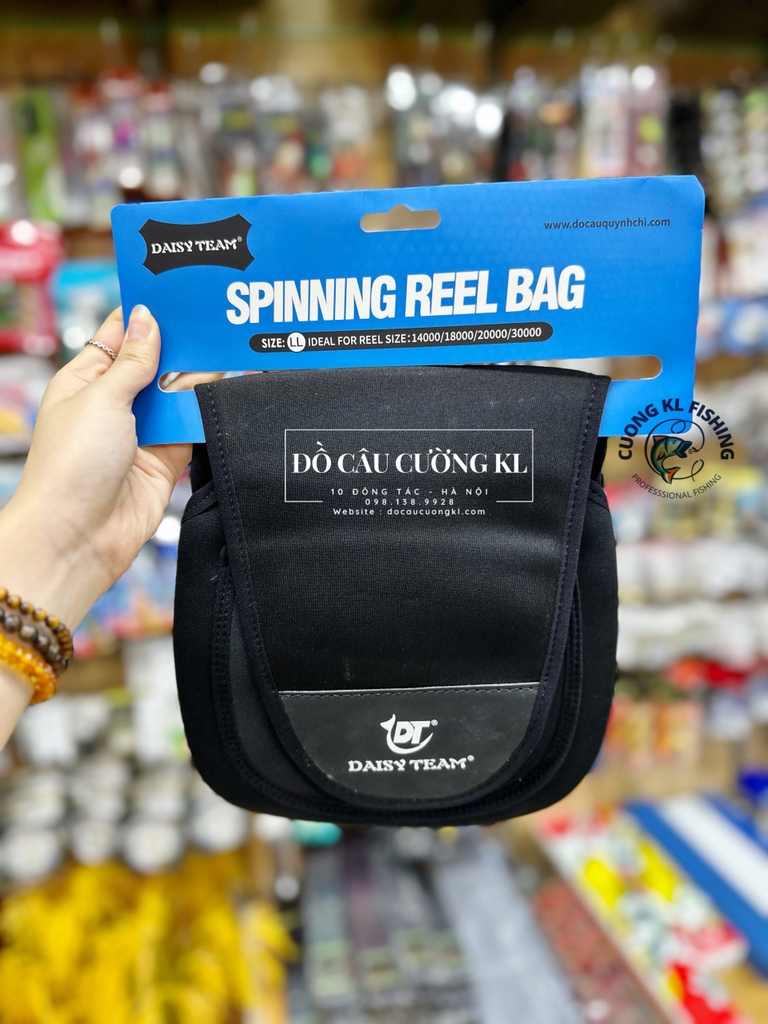 DAISY TEAM®
www.docauquynhchi.com
SPINNING REEL BAG
SIZE: LL IDEAL FOR REEL SIZE: 14000/18000/20000/30000
CUONG KL FISHING
PROFESSSIONAL FISHING
ĐỒ CÂU CƯỜNG KL
10 ĐÔNG TÁC - HÀ NỘI
098.138.9928
Website : docaucuongkl.com
DT®
DAISY TEAM®